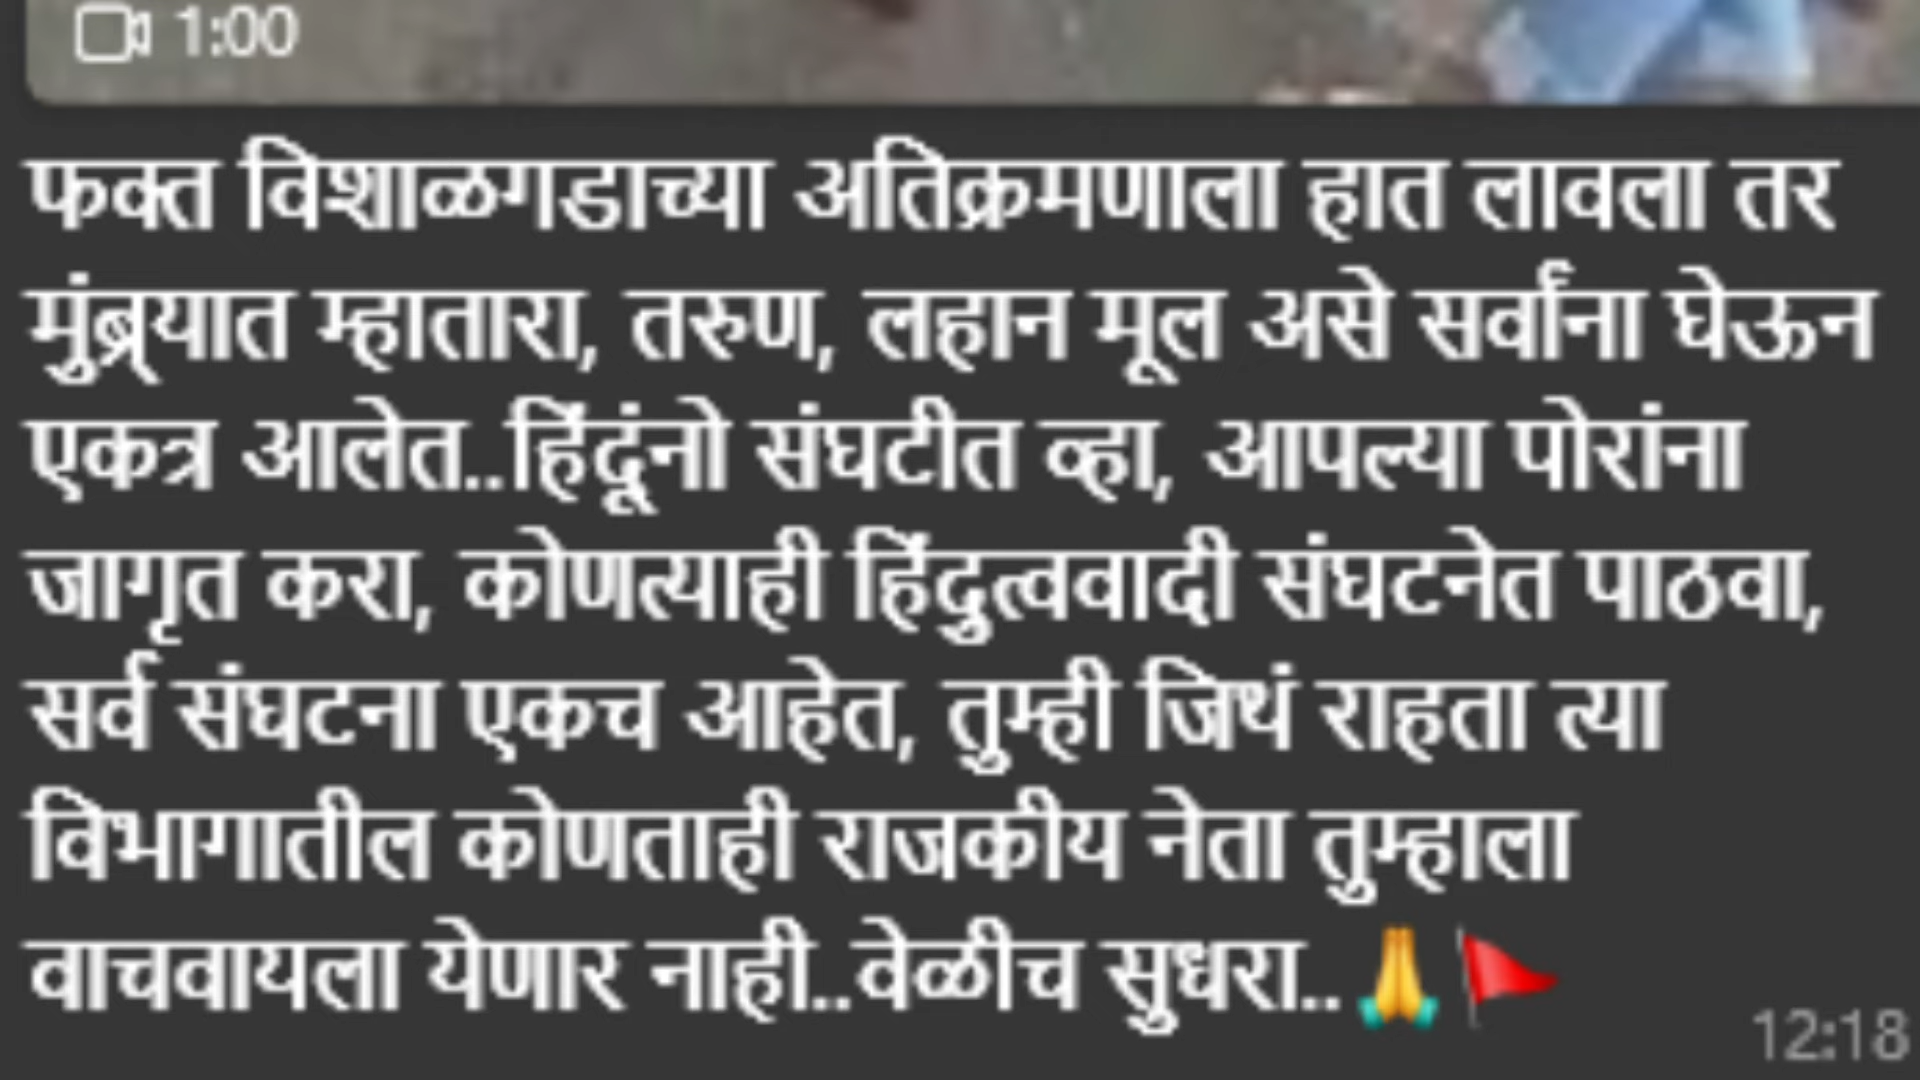 1:00
फक्त विशाळगडाच्या अतिक्रमणाला हात लावला तर
मुंब्र्यात म्हातारा, तरुण, लहान मूल असे सर्वांना घेऊन
एकत्र आलेत..हिंदूंनो संघटीत व्हा, आपल्या पोरांना
जागृत करा, कोणत्याही हिंदुत्ववादी संघटनेत पाठवा,
सर्व संघटना एकच आहेत, तुम्ही जिथं राहता त्या
विभागातील कोणताही राजकीय नेता तुम्हाला
वाचवायला येणार नाही..वेळीच सुधरा..🙏🚩
12:18